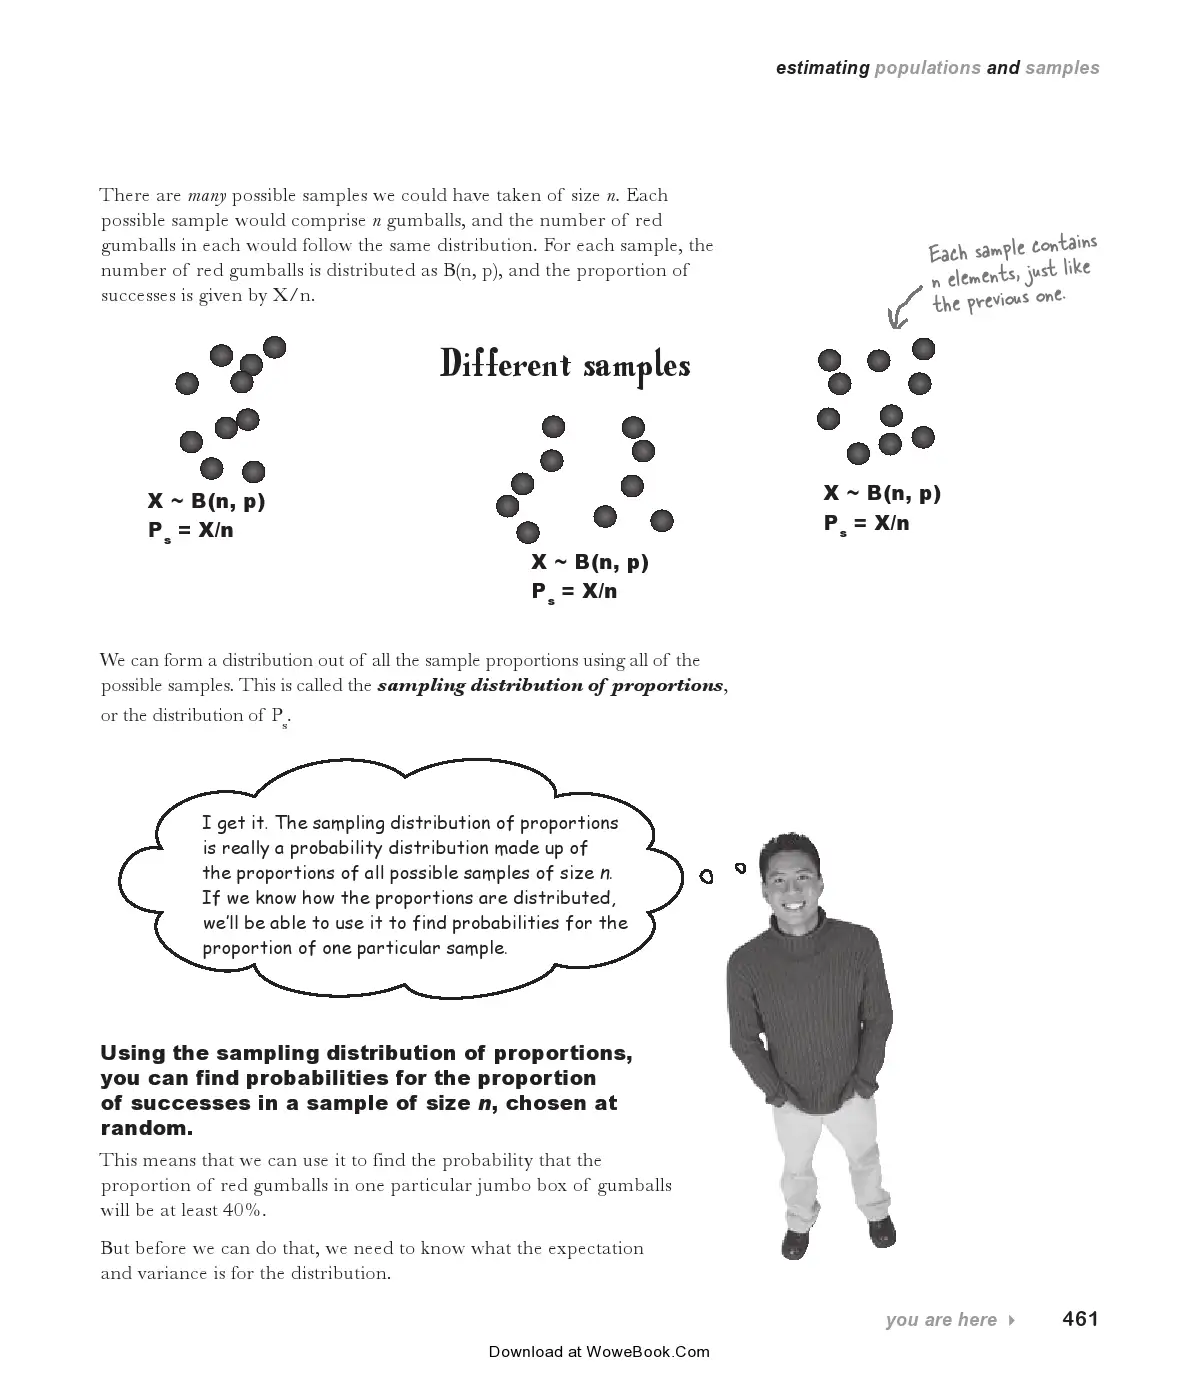 estimating populations and samples
There are many possible samples we could have taken of size n. Each
possible sample would comprise n gumballs, and the number of red
gumballs in each would follow the same distribution. For each sample, the
number of red gumballs is distributed as B(n, p), and the proportion of
successes is given by X/n.
Each sample contains
n elements, just like
the previous one.
Different samples
X ~ B(n, p)
Ps = X/n
X ~ B(n, p)
Ps = X/n
X ~ B(n, p)
Ps = X/n
We can form a distribution out of all the sample proportions using all of the
possible samples. This is called the sampling distribution of proportions,
or the distribution of Ps.
I get it. The sampling distribution of proportions
is really a probability distribution made up of
the proportions of all possible samples of size n.
If we know how the proportions are distributed,
we'll be able to use it to find probabilities for the
proportion of one particular sample.
Using the sampling distribution of proportions,
you can find probabilities for the proportion
of successes in a sample of size n, chosen at
random.
This means that we can use it to find the probability that the
proportion of red gumballs in one particular jumbo box of gumballs
will be at least 40%.
But before we can do that, we need to know what the expectation
and variance is for the distribution.
you are here 461
Download at WoweBook.Com